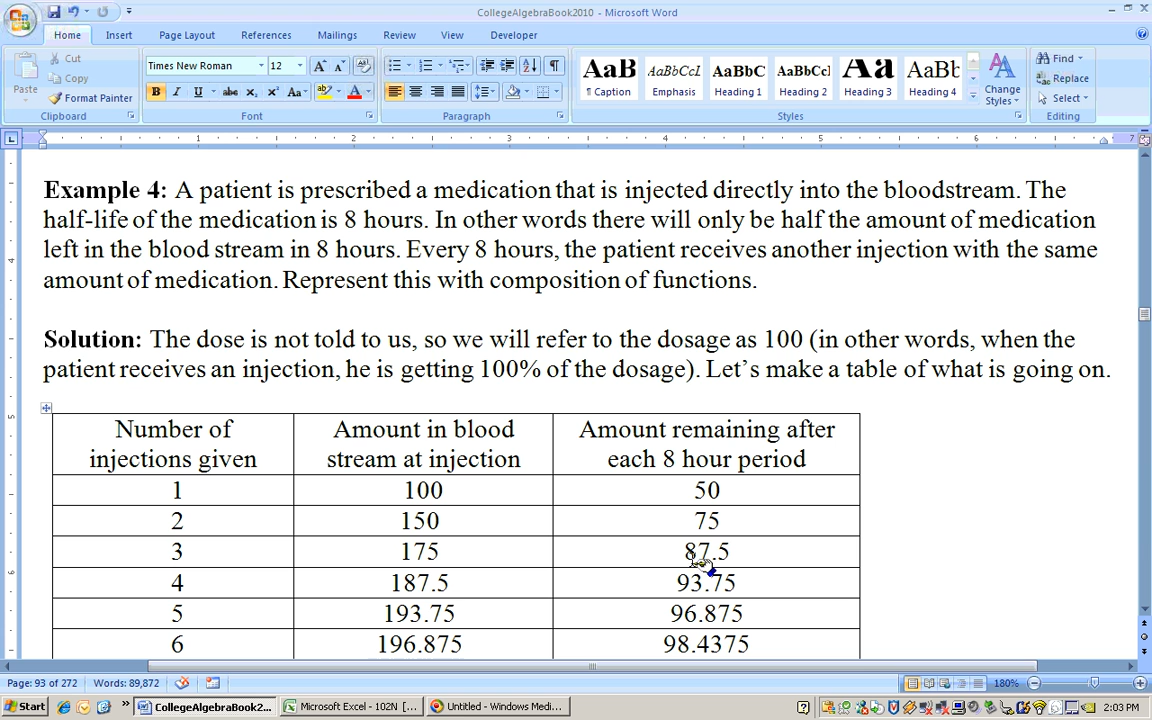 CollegeAlgebraBook2010 - Microsoft Word
Home Insert Page Layout References Mailings Review View Developer
Paste
Cut
Copy
Format Painter
Clipboard
Times New Roman 12
Font
Paragraph
AaB AaBbCcL AaBbC AaBbCc Aa AaBb
¶ Caption Emphasis Heading 1 Heading 2 Heading 3 Heading 4
Change Styles
Styles
Find
Replace
Select
Editing
1 2 3 4 5 6 7
Example 4: A patient is prescribed a medication that is injected directly into the bloodstream. The
half-life of the medication is 8 hours. In other words there will only be half the amount of medication
left in the blood stream in 8 hours. Every 8 hours, the patient receives another injection with the same
amount of medication. Represent this with composition of functions.
Solution: The dose is not told to us, so we will refer to the dosage as 100 (in other words, when the
patient receives an injection, he is getting 100% of the dosage). Let’s make a table of what is going on.
Number of injections given Amount in blood stream at injection Amount remaining after each 8 hour period
1 100 50
2 150 75
3 175 87.5
4 187.5 93.75
5 193.75 96.875
6 196.875 98.4375
Page: 93 of 272 Words: 89,872 180%
Start CollegeAlgebraBook2... Microsoft Excel - 102N [... Untitled - Windows Medi... 2:03 PM